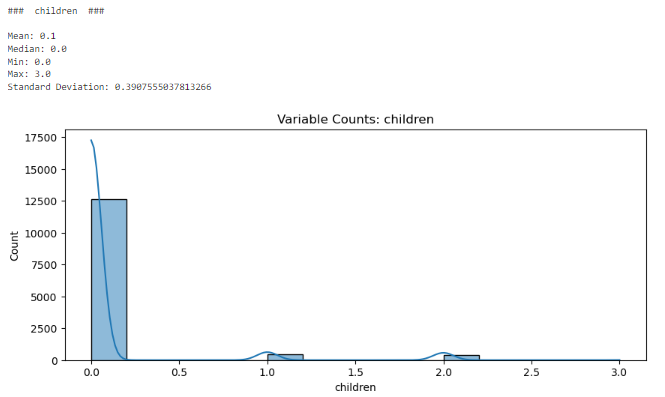 ### children ###
Mean: 0.1
Median: 0.0
Min: 0.0
Max: 3.0
Standard Deviation: 0.3907555037813266
Variable Counts: children
17500
15000
12500
10000
7500
5000
2500
0
Count
0.0 0.5 1.0 1.5 2.0 2.5 3.0
children